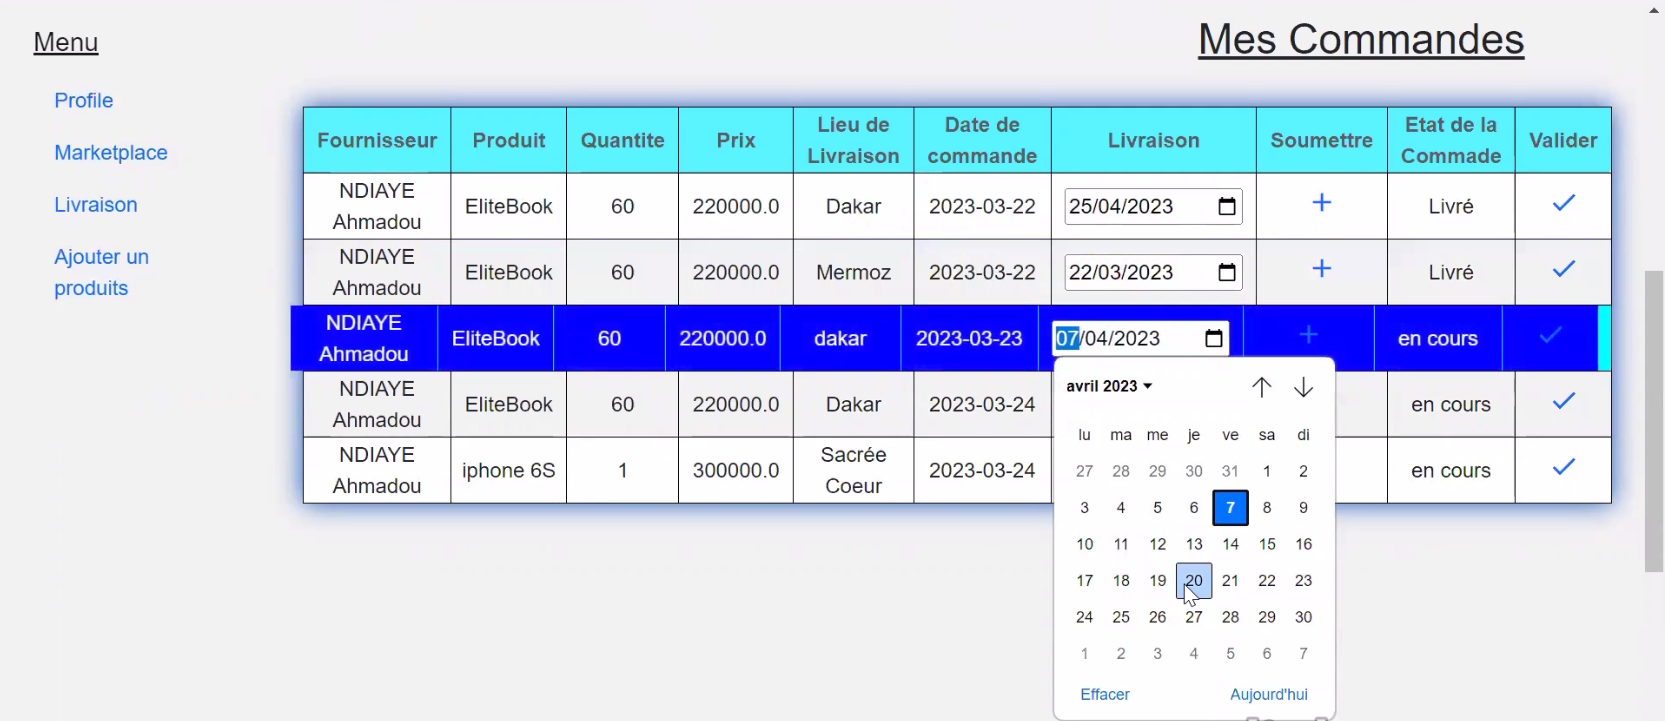 Menu
Profile
Marketplace
Livraison
Ajouter un
produits
Mes Commandes
Fournisseur Produit Quantite Prix Lieu de Livraison Date de commande Livraison Soumettre Etat de la Commade Valider
NDIAYE Ahmadou EliteBook 60 220000.0 Dakar 2023-03-22 25/04/2023 + Livré ✓
NDIAYE Ahmadou EliteBook 60 220000.0 Mermoz 2023-03-22 22/03/2023 + Livré ✓
NDIAYE Ahmadou EliteBook 60 220000.0 dakar 2023-03-23 07/04/2023 + en cours ✓
NDIAYE Ahmadou EliteBook 60 220000.0 Dakar 2023-03-24 en cours ✓
NDIAYE Ahmadou iphone 6S 1 300000.0 Sacrée Coeur 2023-03-24 en cours ✓
avril 2023
lu ma me je ve sa di
27 28 29 30 31 1 2
3 4 5 6 7 8 9
10 11 12 13 14 15 16
17 18 19 20 21 22 23
24 25 26 27 28 29 30
1 2 3 4 5 6 7
Effacer Aujourd'hui